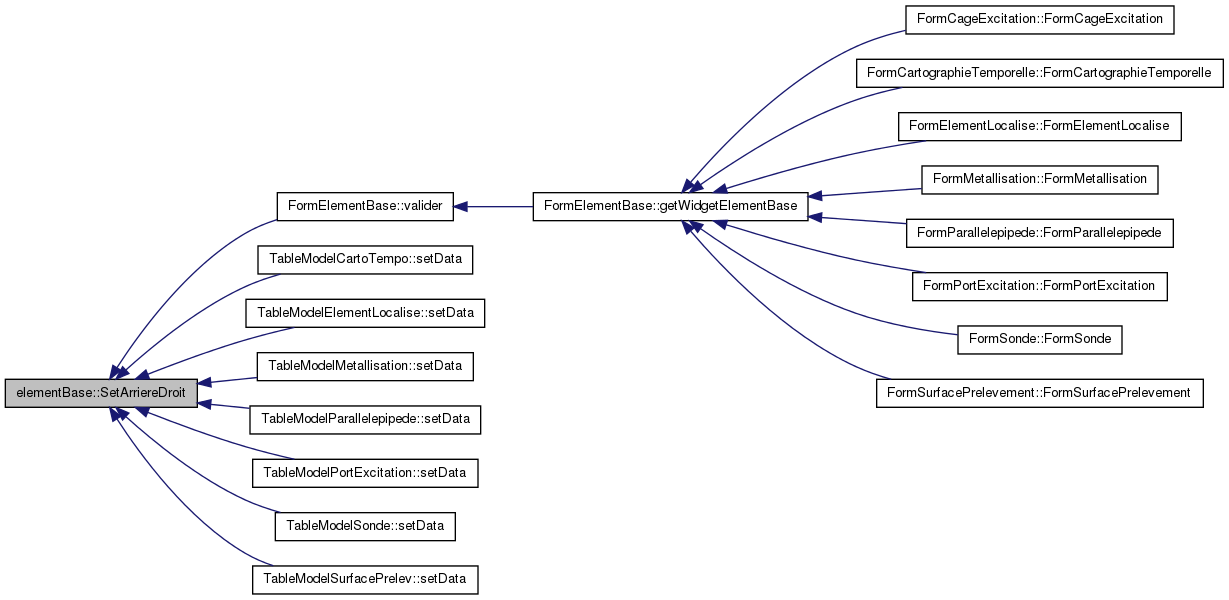 FormCageExcitation::FormCageExcitation
FormCartographieTemporelle::FormCartographieTemporelle
FormElementLocalise::FormElementLocalise
FormMetallisation::FormMetallisation
FormElementBase::valider
FormElementBase::getWidgetElementBase
FormParallelepipede::FormParallelepipede
TableModelCartoTempo::setData
FormPortExcitation::FormPortExcitation
TableModelElementLocalise::setData
FormSonde::FormSonde
TableModelMetallisation::setData
elementBase::SetArriereDroit
FormSurfacePrelevement::FormSurfacePrelevement
TableModelParallelepipede::setData
TableModelPortExcitation::setData
TableModelSonde::setData
TableModelSurfacePrelev::setData